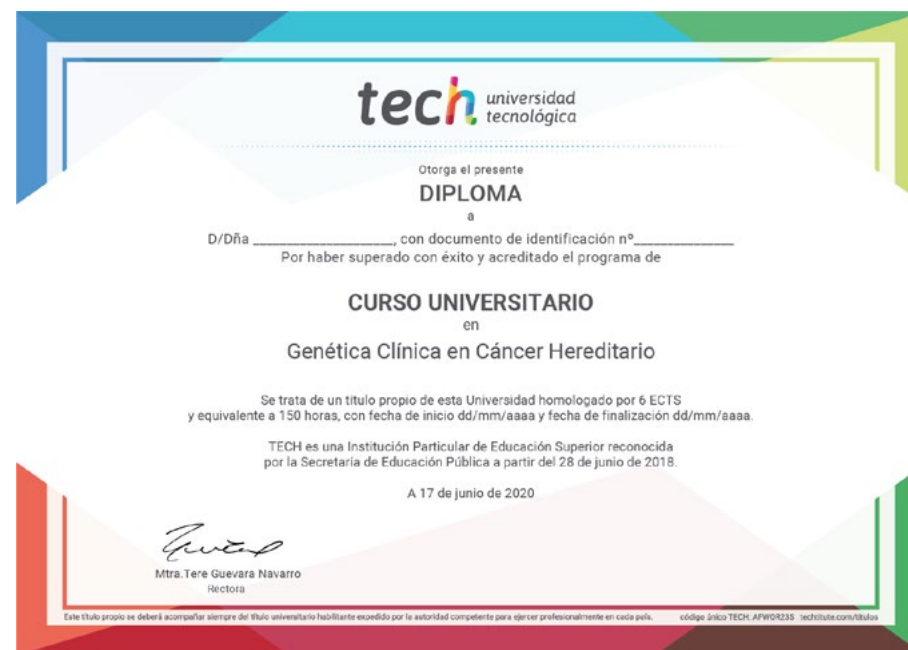 tech universidad
tecnológica
Otorga el presente
DIPLOMA
a
D/Dña ______________________, con documento de identificación nº________________
Por haber superado con éxito y acreditado el programa de
CURSO UNIVERSITARIO
en
Genética Clínica en Cáncer Hereditario
Se trata de un título propio de esta Universidad homologado por 6 ECTS
y equivalente a 150 horas, con fecha de inicio dd/mm/aaaa y fecha de finalización dd/mm/aaaa.
TECH es una Institución Particular de Educación Superior reconocida
por la Secretaría de Educación Pública a partir del 28 de junio de 2018.
A 17 de junio de 2020
Mtra.Tere Guevara Navarro
Rectora
Este título propio se deberá acompañar siempre del título universitario habilitante expedido por la autoridad competente para ejercer profesionalmente en cada país. código único TECH: AFWOR23S techtitute.com/titulos